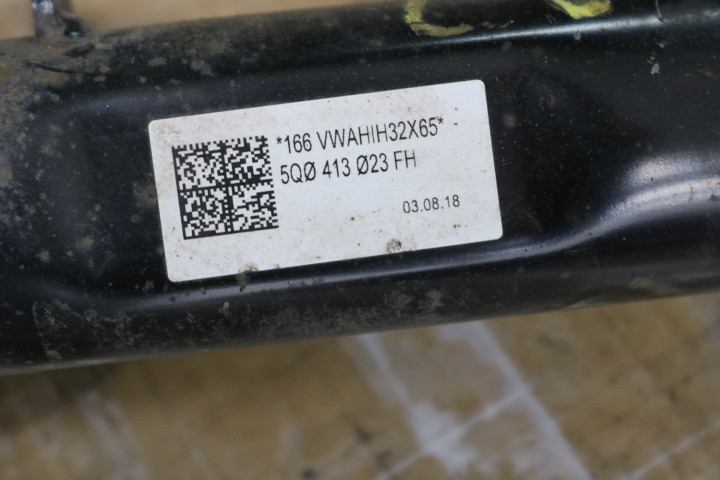 *166 VWAHIH32X65*
5QØ 413 Ø23 FH
03.08.18